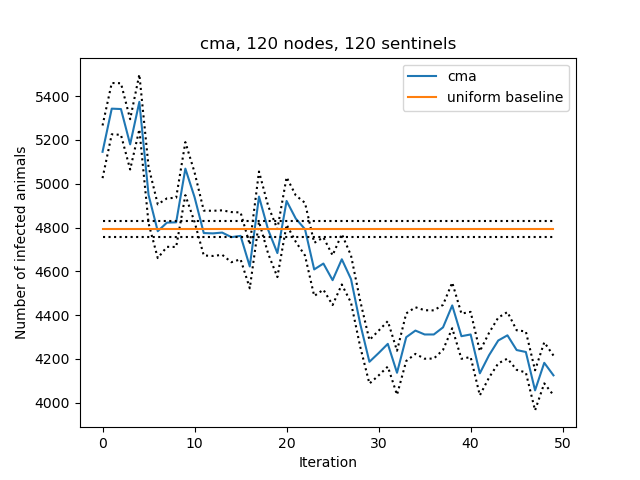 cma, 120 nodes, 120 sentinels
cma
uniform baseline
Number of infected animals
5400
5200
5000
4800
4600
4400
4200
4000
0 10 20 30 40 50
Iteration